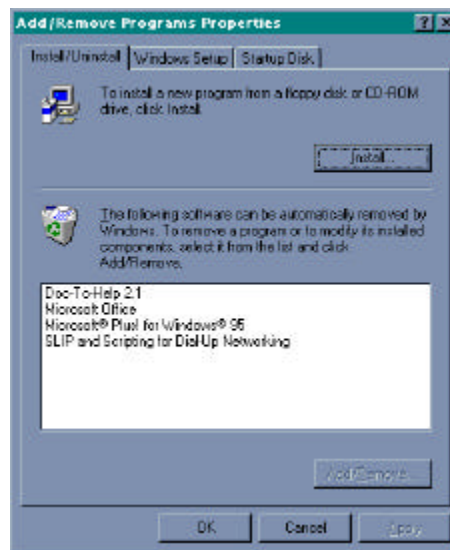 Add/Remove Programs Properties
Install/Uninstall Windows Setup Startup Disk
To install a new program from a floppy disk or CD-ROM
drive, click Install.
Install...
The following software can be automatically removed by
Windows. To remove a program or to modify its installed
components, select it from the list and click
Add/Remove.
Doc-To-Help 2.1
Microsoft Office
Microsoft® Plus! for Windows® 95
SLIP and Scripting for Dial-Up Networking
Add/Remove...
OK Cancel Apply